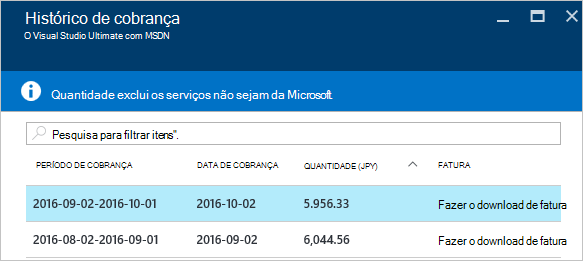 Histórico de cobrança
O Visual Studio Ultimate com MSDN
Quantidade exclui os serviços não sejam da Microsoft.
Pesquisa para filtrar itens".
PERÍODO DE COBRANÇA DATA DE COBRANÇA QUANTIDADE (JPY) FATURA
2016-09-02-2016-10-01 2016-10-02 5.956.33 Fazer o download de fatura
2016-08-02-2016-09-01 2016-09-02 6,044.56 Fazer o download de fatura